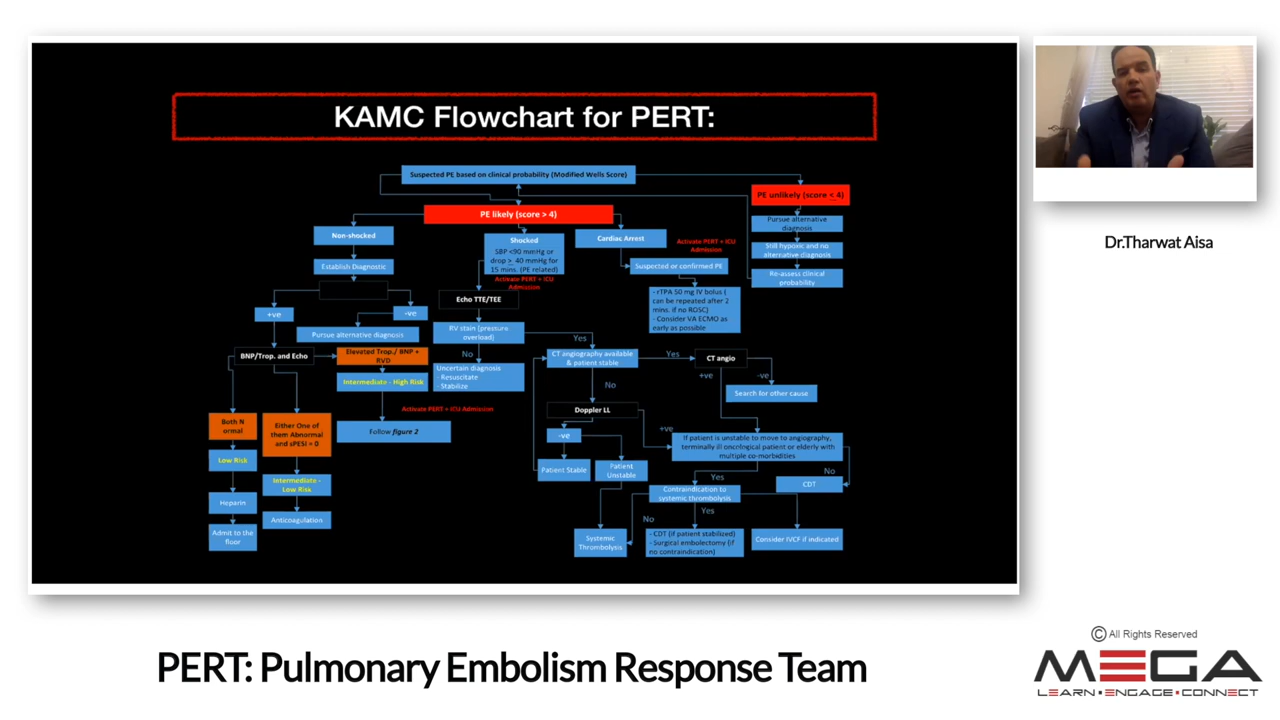 KAMC Flowchart for PERT:
Suspected PE based on clinical probability (Modified Wells Score)
PE unlikely (score < 4)
Pursue alternative
diagnosis
Still hypoxic and no
alternative diagnosis
Re-assess clinical
probability
PE likely (score > 4)
Non-shocked
Establish Diagnostic
+ve
-ve
Pursue alternative diagnosis
BNP/Trop. and Echo
Elevated Trop./ BNP +
RVD
Intermediate - High Risk
Activate PERT + ICU Admission
Follow figure 2
Both N
ormal
Low Risk
Heparin
Admit to the
floor
Either One of
them Abnormal
and sPESI = 0
Intermediate -
Low Risk
Anticoagulation
Shocked
SBP <90 mmHg or
drop > 40 mmHg for
15 mins. (PE related)
Activate PERT + ICU
Admission
Echo TTE/TEE
RV stain (pressure
overload)
No
Uncertain diagnosis
- Resuscitate
- Stabilize
Yes
Cardiac Arrest
Activate PERT + ICU
Admission
Suspected or confirmed PE
- rTPA 50 mg IV bolus (
can be repeated after 2
mins. if no ROSC)
- Consider VA ECMO as
early as possible
CT angiography available
& patient stable
Yes
CT angio
+ve
-ve
Search for other cause
No
Doppler LL
-ve
+ve
Patient Stable
Patient
Unstable
If patient is unstable to move to angiography,
terminally ill oncological patient or elderly with
multiple co-morbidities
No
CDT
Yes
Contraindication to
systemic thrombolysis
No
Yes
Systemic
Thrombolysis
- CDT (if patient stabilized)
- Surgical embolectomy (if
no contraindication)
Consider IVCF if indicated
Dr.Tharwat Aisa
PERT: Pulmonary Embolism Response Team
© All Rights Reserved
MEGA
LEARN • ENGAGE • CONNECT